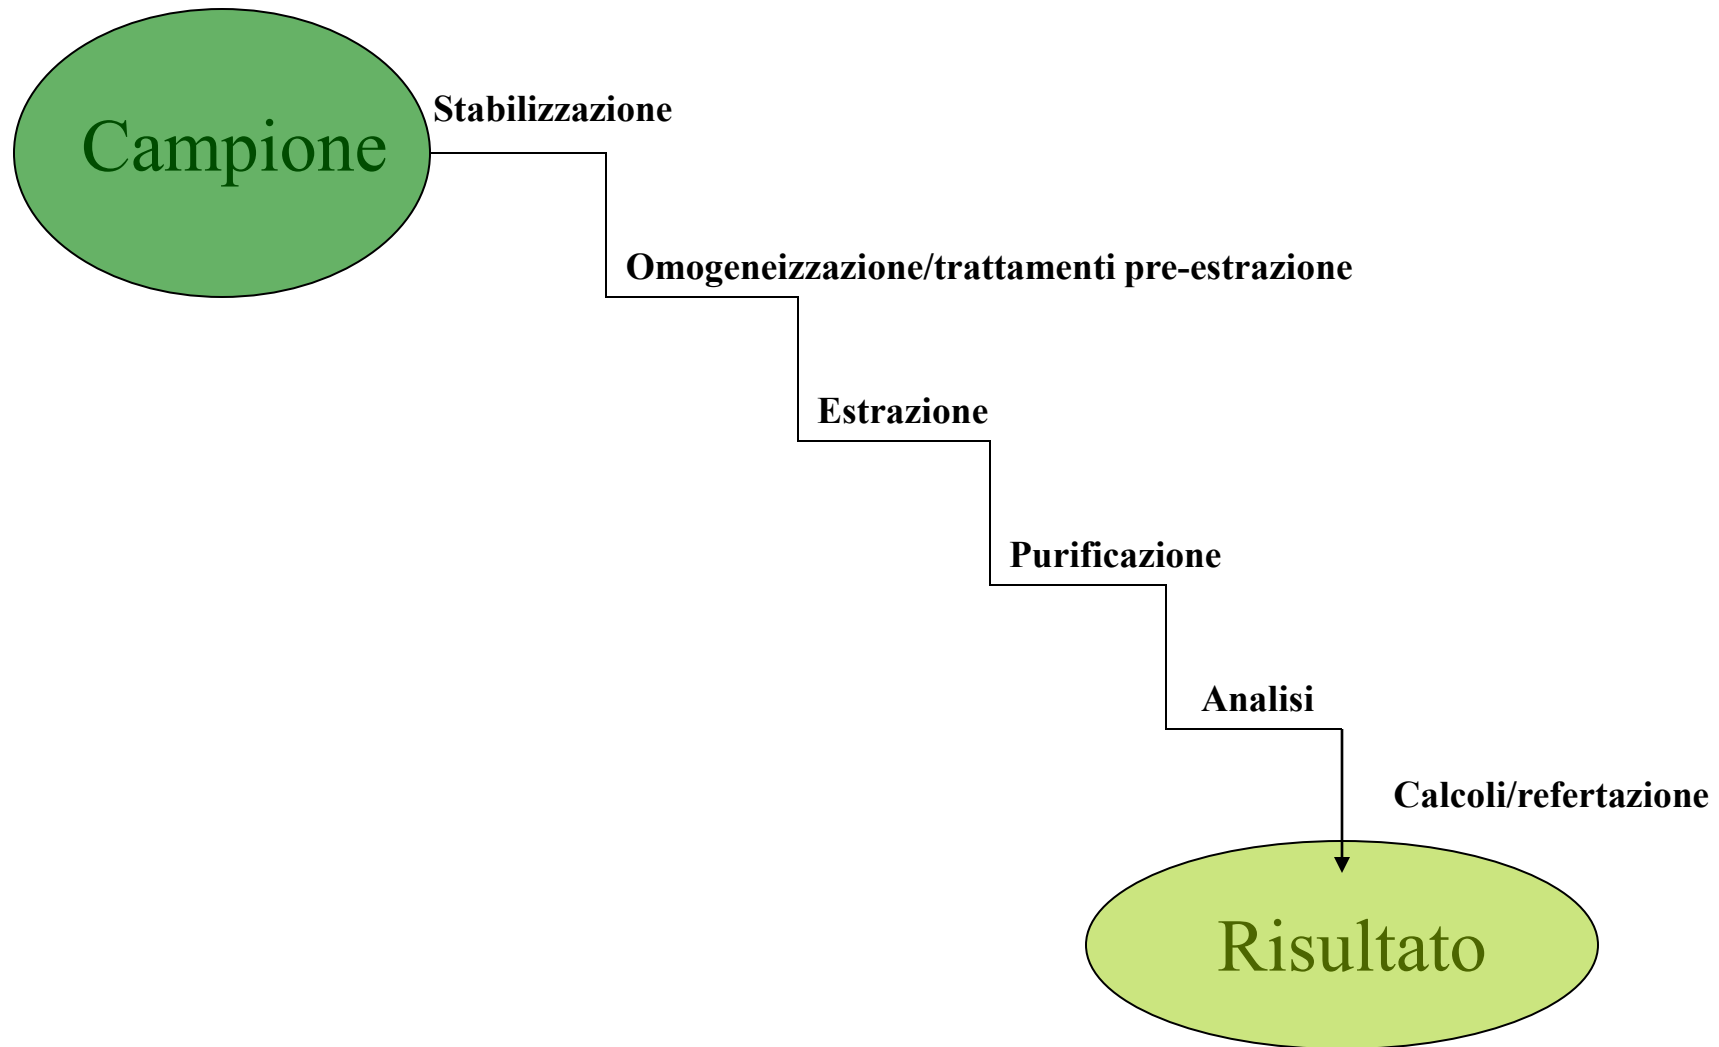 Campione
Stabilizzazione
Omogeneizzazione/trattamenti pre-estrazione
Estrazione
Purificazione
Analisi
Calcoli/refertazione
Risultato